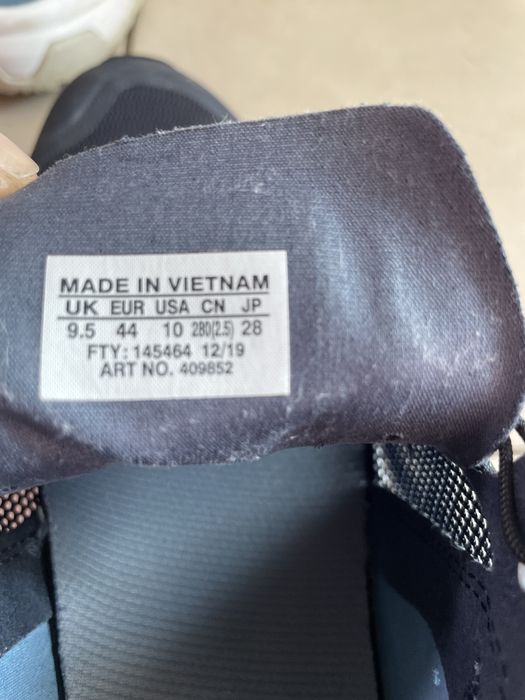 MADE IN VIETNAM
UK EUR USA CN JP
9.5 44 10 280(2.5) 28
FTY: 145464 12/19
ART NO. 409852